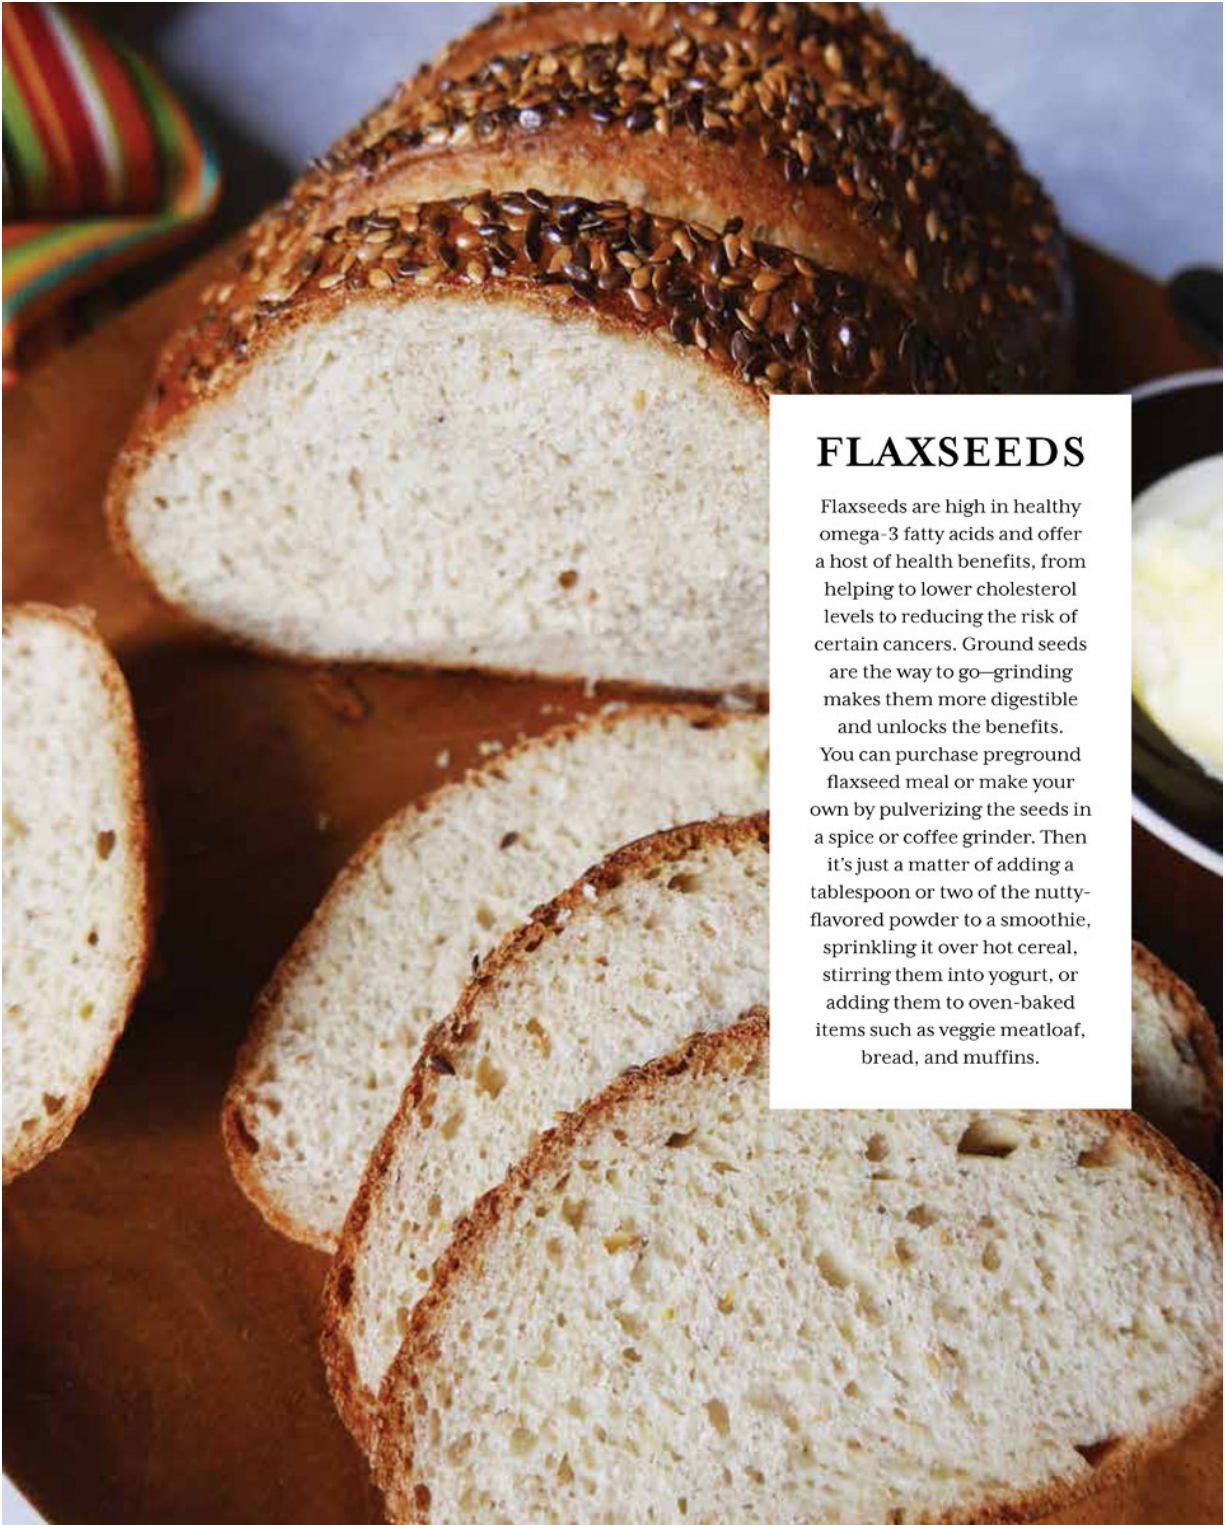 FLAXSEEDS
Flaxseeds are high in healthy
omega-3 fatty acids and offer
a host of health benefits, from
helping to lower cholesterol
levels to reducing the risk of
certain cancers. Ground seeds
are the way to go—grinding
makes them more digestible
and unlocks the benefits.
You can purchase preground
flaxseed meal or make your
own by pulverizing the seeds in
a spice or coffee grinder. Then
it's just a matter of adding a
tablespoon or two of the nutty-
flavored powder to a smoothie,
sprinkling it over hot cereal,
stirring them into yogurt, or
adding them to oven-baked
items such as veggie meatloaf,
bread, and muffins.